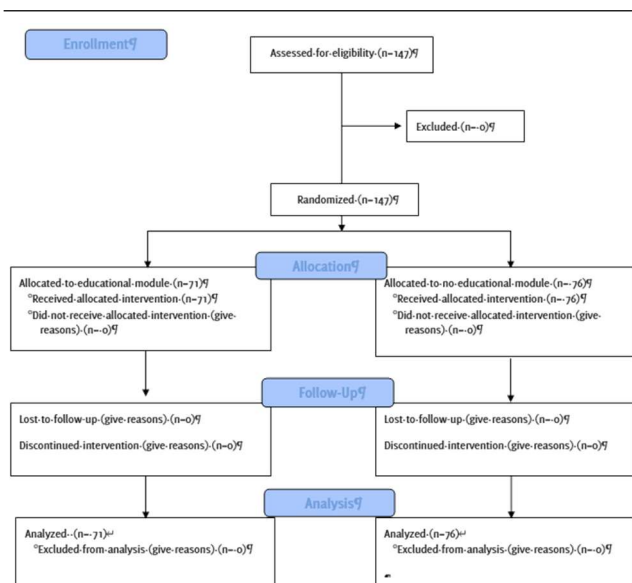 Enrollment¶
Assessed·for·eligibility·(n=147)¶
Excluded·(n=·0)¶
Randomized·(n=147)¶
Allocation¶
Allocated·to·educational·module·(n=71)¶
°Received·allocated·intervention·(n=71)¶
°Did·not·receive·allocated·intervention·(give·
reasons)·(n=·0)¶
Allocated·to·no·educational·module·(n=·76)¶
°Received·allocated·intervention·(n=·76)¶
°Did·not·receive·allocated·intervention·(give·
reasons)·(n=·0)¶
Follow-Up¶
Lost·to·follow-up·(give·reasons)·(n=0)¶
Discontinued·intervention·(give·reasons)·(n=0)¶
Lost·to·follow-up·(give·reasons)·(n=·0)¶
Discontinued·intervention·(give·reasons)·(n=0)¶
Analysis¶
Analyzed··(n=·71)↵
°Excluded·from·analysis·(give·reasons)·(n=·0)¶
Analyzed·(n=76)↵
°Excluded·from·analysis·(give·reasons)·(n=·0)¶
¶